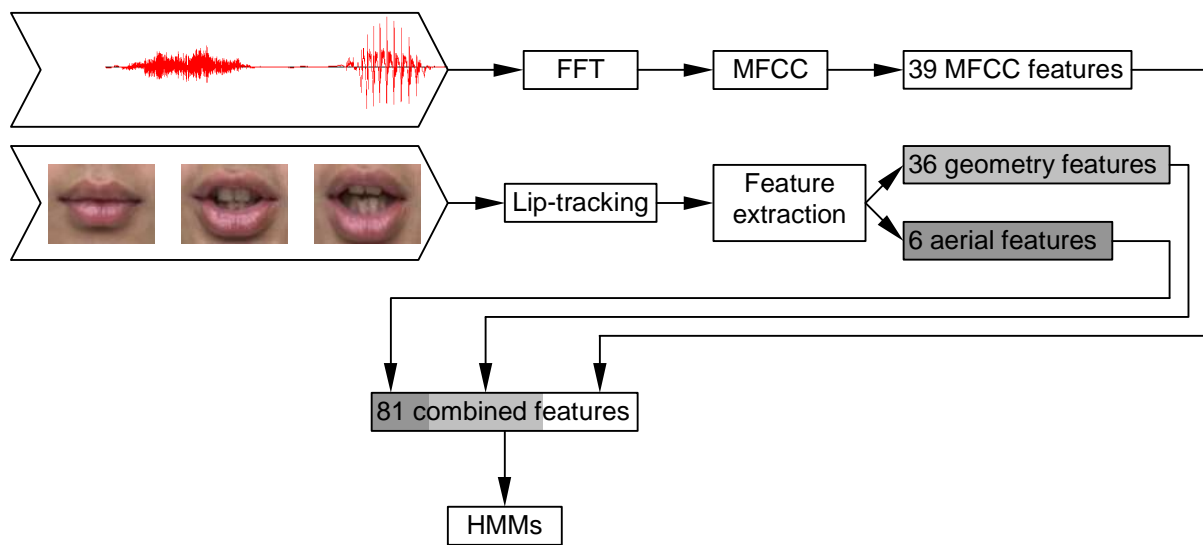 FFT
MFCC
39 MFCC features
Lip-tracking
Feature
extraction
36 geometry features
6 aerial features
81 combined features
HMMs